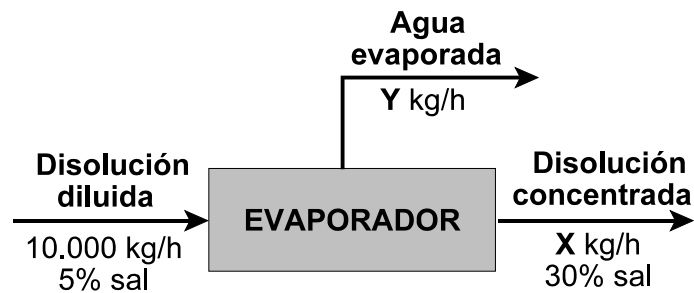 Agua
evaporada
Y kg/h
Disolución
diluida
10.000 kg/h
5% sal
EVAPORADOR
Disolución
concentrada
X kg/h
30% sal